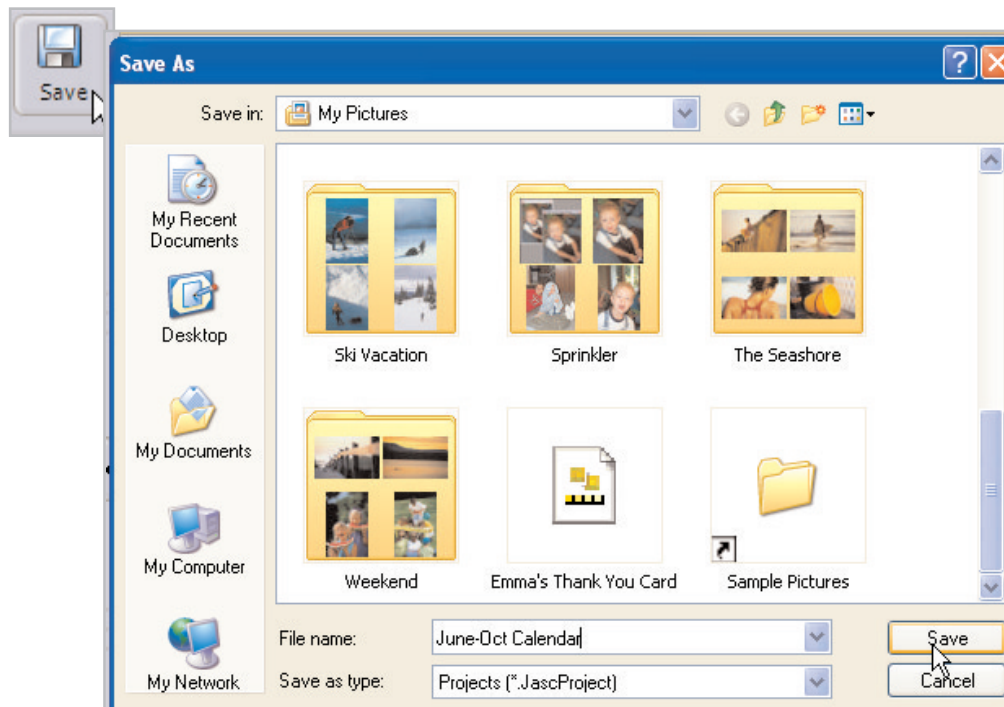 Save
Save As
?
Save in:
My Pictures
My Recent
Documents
Desktop
My Documents
My Computer
My Network
Ski Vacation
Sprinkler
The Seashore
Weekend
Emma's Thank You Card
Sample Pictures
File name:
June-Oct Calendar
Save
Save as type:
Projects (*.JascProject)
Cancel